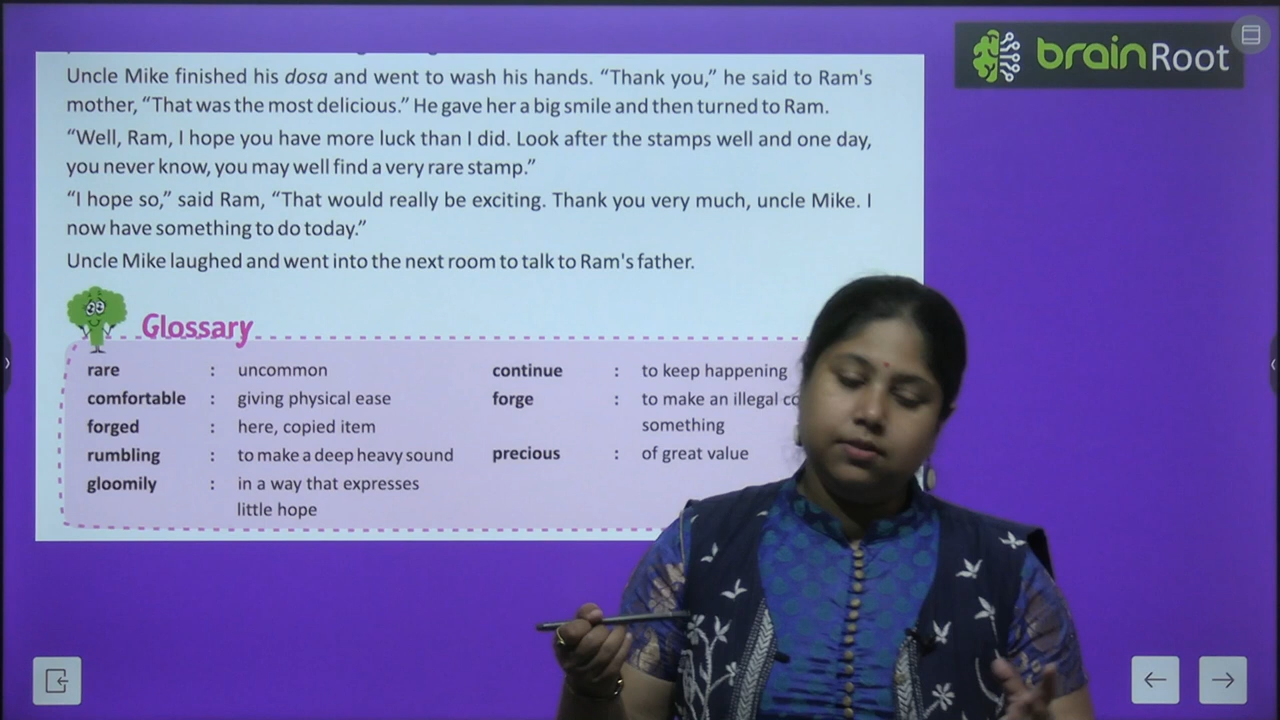 brainRoot
Uncle Mike finished his dosa and went to wash his hands. “Thank you,” he said to Ram's
mother, “That was the most delicious.” He gave her a big smile and then turned to Ram.
“Well, Ram, I hope you have more luck than I did. Look after the stamps well and one day,
you never know, you may well find a very rare stamp.”
“I hope so,” said Ram, “That would really be exciting. Thank you very much, uncle Mike. I
now have something to do today.”
Uncle Mike laughed and went into the next room to talk to Ram's father.
Glossary
rare : uncommon
comfortable : giving physical ease
forged : here, copied item
rumbling : to make a deep heavy sound
gloomily : in a way that expresses
little hope
continue : to keep happening
forge : to make an illegal
something
precious : of great value